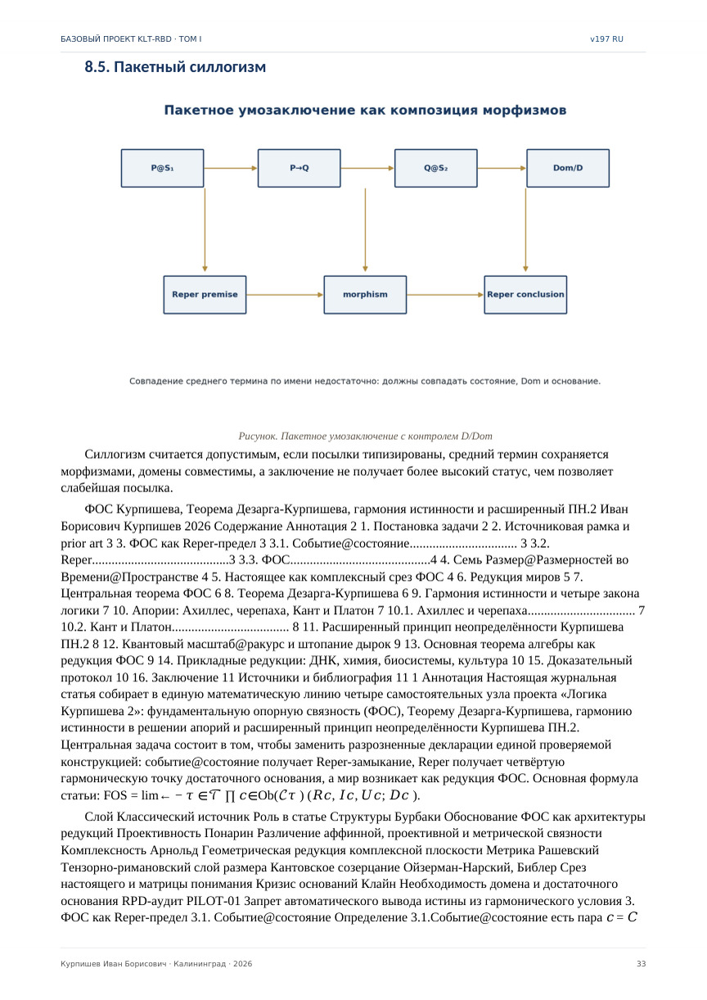 БАЗОВЫЙ ПРОЕКТ KLT-RBD · ТОМ I
v197 RU
8.5. Пакетный силлогизм
Пакетное умозаключение как композиция морфизмов
P@S₁
P→Q
Q@S₂
Dom/D
Reper premise
morphism
Reper conclusion
Совпадение среднего термина по имени недостаточно: должны совпадать состояние, Dom и основание.
Рисунок. Пакетное умозаключение с контролем D/Dom
Силлогизм считается допустимым, если посылки типизированы, средний термин сохраняется
морфизмами, домены совместимы, а заключение не получает более высокий статус, чем позволяет
слабейшая посылка.
ФОС Курпишева, Теорема Дезарга-Курпишева, гармония истинности и расширенный ПН.2 Иван
Борисович Курпишев 2026 Содержание Аннотация 2 1. Постановка задачи 2 2. Источниковая рамка и
prior art 3 3. ФОС как Reper-предел 3 3.1. Событие@состояние................................. 3 3.2.
Reper..........................................3 3.3. ФОС...........................................4 4. Семь Размер@Размерностей во
Времени@Пространстве 4 5. Настоящее как комплексный срез ФОС 4 6. Редукция миров 5 7.
Центральная теорема ФОС 6 8. Теорема Дезарга-Курпишева 6 9. Гармония истинности и четыре закона
логики 7 10. Апории: Ахиллес, черепаха, Кант и Платон 7 10.1. Ахиллес и черепаха................................. 7
10.2. Кант и Платон.................................... 8 11. Расширенный принцип неопределённости Курпишева
ПН.2 8 12. Квантовый масштаб@ракурс и штопание дырок 9 13. Основная теорема алгебры как
редукция ФОС 9 14. Прикладные редукции: ДНК, химия, биосистемы, культура 10 15. Доказательный
протокол 10 16. Заключение 11 Источники и библиография 11 1 Аннотация Настоящая журнальная
статья собирает в единую математическую линию четыре самостоятельных узла проекта «Логика
Курпишева 2»: фундаментальную опорную связность (ФОС), Теорему Дезарга-Курпишева, гармонию
истинности в решении апорий и расширенный принцип неопределённости Курпишева ПН.2.
Центральная задача состоит в том, чтобы заменить разрозненные декларации единой проверяемой
конструкцией: событие@состояние получает Reper-замыкание, Reper получает четвёртую
гармоническую точку достаточного основания, а мир возникает как редукция ФОС. Основная формула
статьи: FOS = lim← − 𝜏 ∈𝒯 ∏ 𝑐∈Ob(𝒞𝜏 ) (𝑅𝑐, 𝐼𝑐, 𝑈𝑐; 𝐷𝑐 ).
Слой Классический источник Роль в статье Структуры Бурбаки Обоснование ФОС как архитектуры
редукций Проективность Понарин Различение аффинной, проективной и метрической связности
Комплексность Арнольд Геометрическая редукция комплексной плоскости Метрика Рашевский
Тензорно-римановский слой размера Кантовское созерцание Ойзерман-Нарский, Библер Срез
настоящего и матрицы понимания Кризис оснований Клайн Необходимость домена и достаточного
основания RPD-аудит PILOT-01 Запрет автоматического вывода истины из гармонического условия 3.
ФОС как Reper-предел 3.1. Событие@состояние Определение 3.1.Событие@состояние есть пара 𝑐 = 𝐶
Курпишев Иван Борисович · Калининград · 2026
33